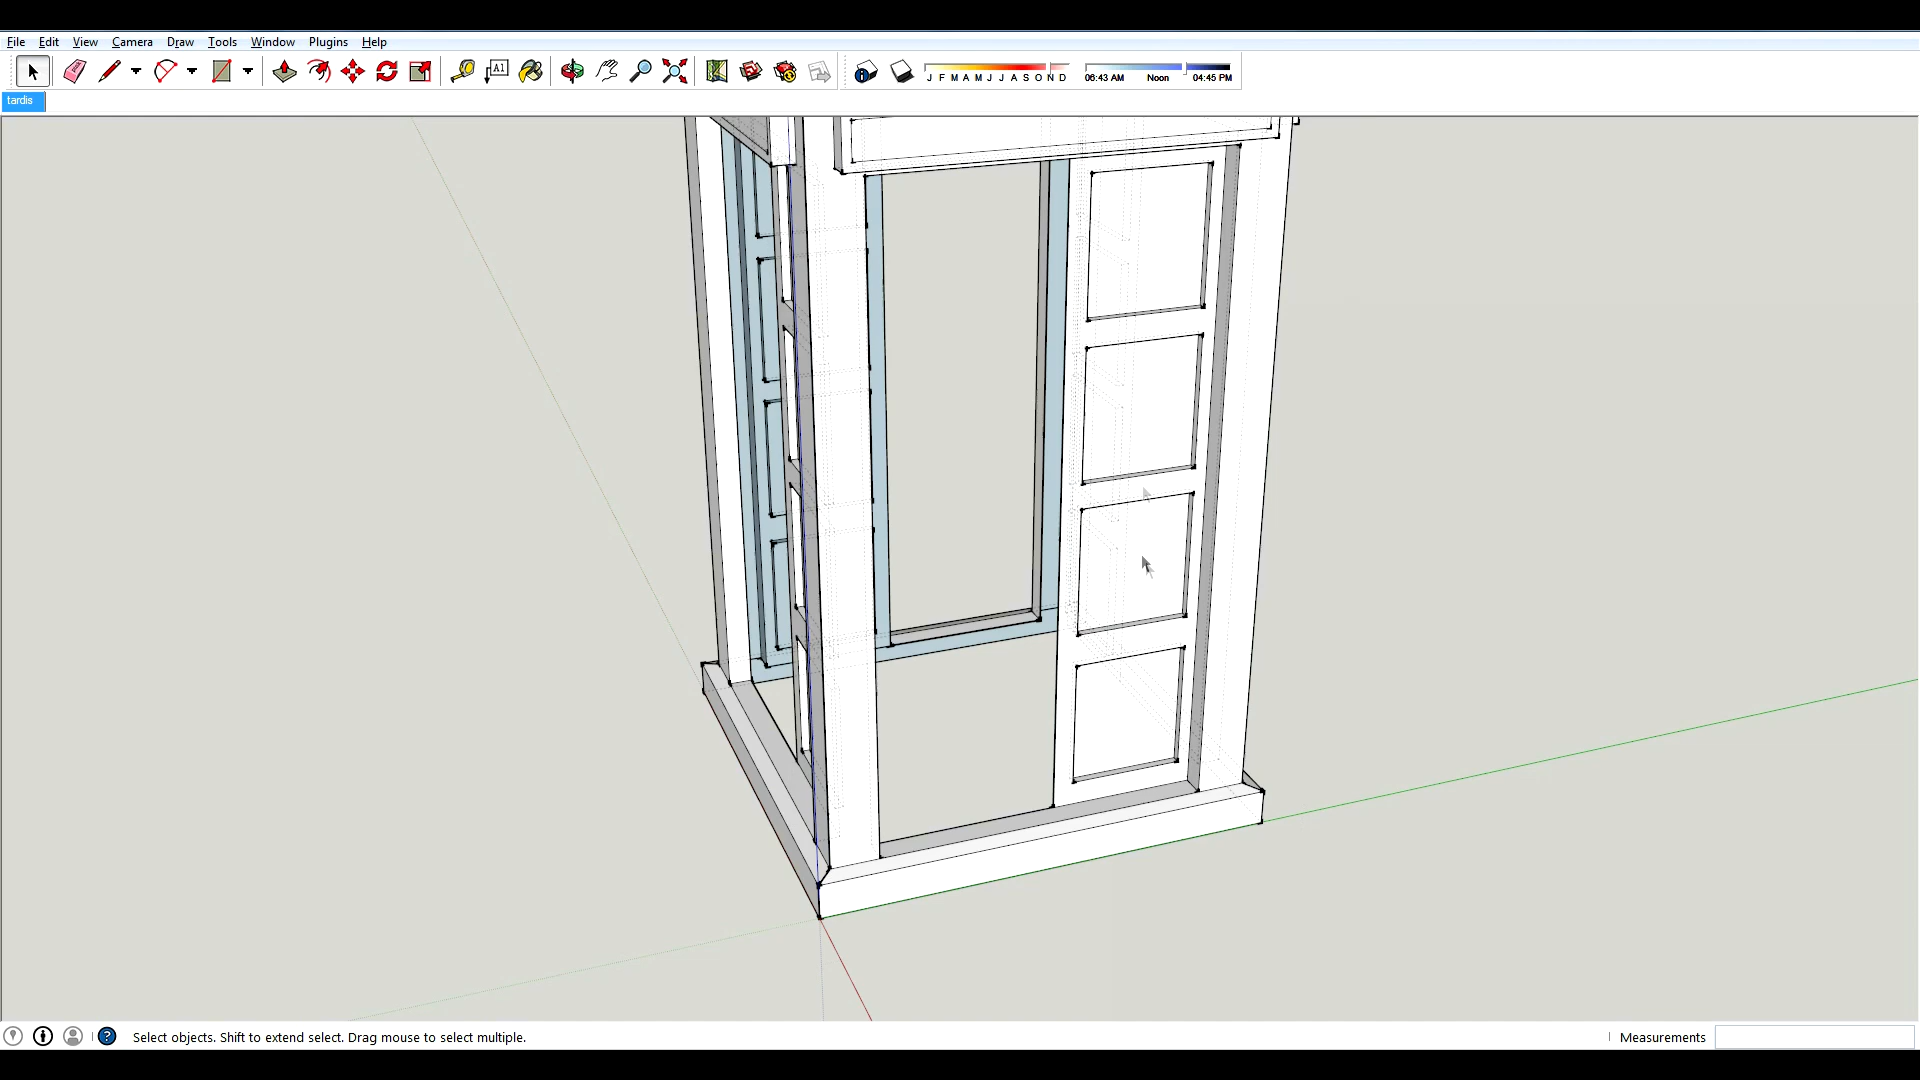 File Edit View Camera Draw Tools Window Plugins Help
A1
J F M A M J J A S O N D
06:43 AM Noon 04:45 PM
tardis
? Select objects. Shift to extend select. Drag mouse to select multiple.
Measurements